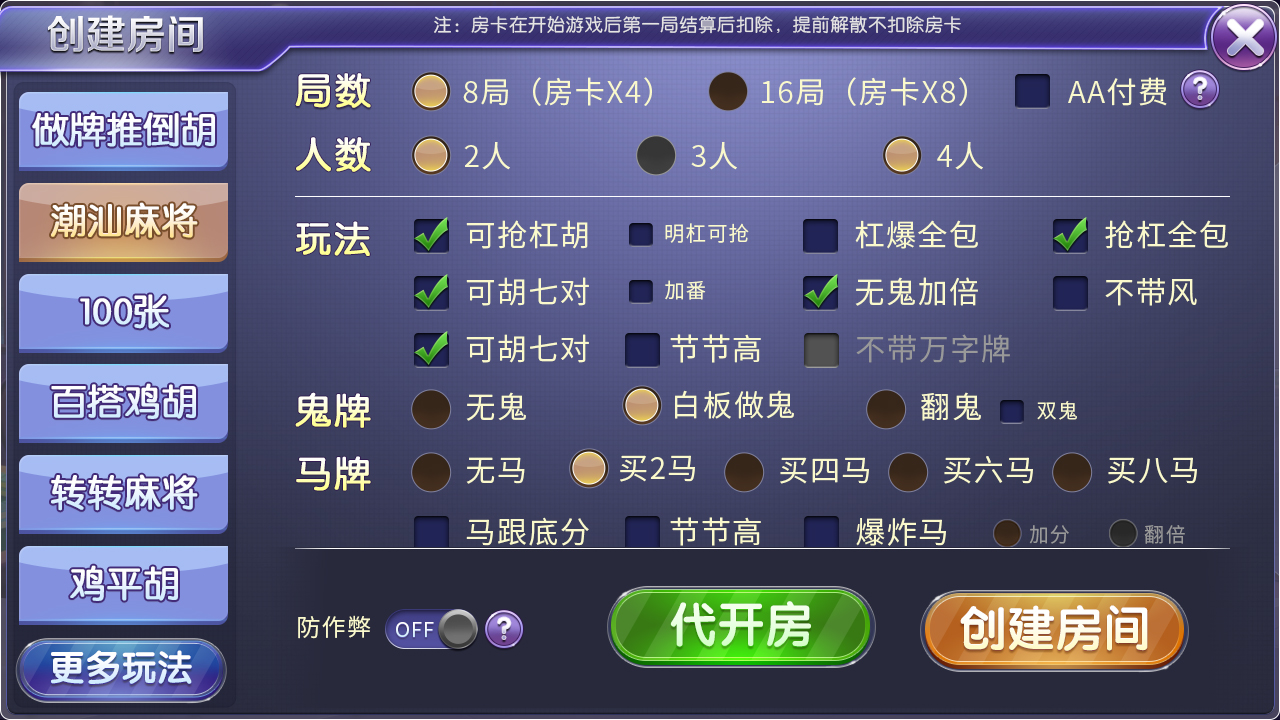 创建房间
注：房卡在开始游戏后第一局结算后扣除，提前解散不扣除房卡
做牌推倒胡
潮汕麻将
100张
百搭鸡胡
转转麻将
鸡平胡
更多玩法
局数 8局（房卡X4） 16局（房卡X8） AA付费 ?
人数 2人 3人 4人
玩法 可抢杠胡 明杠可抢 杠爆全包 抢杠全包
可胡七对 加番 无鬼加倍 不带风
可胡七对 节节高 不带万字牌
鬼牌 无鬼 白板做鬼 翻鬼 双鬼
马牌 无马 买2马 买四马 买六马 买八马
马跟底分 节节高 爆炸马 加分 翻倍
防作弊 OFF ? 代开房 创建房间